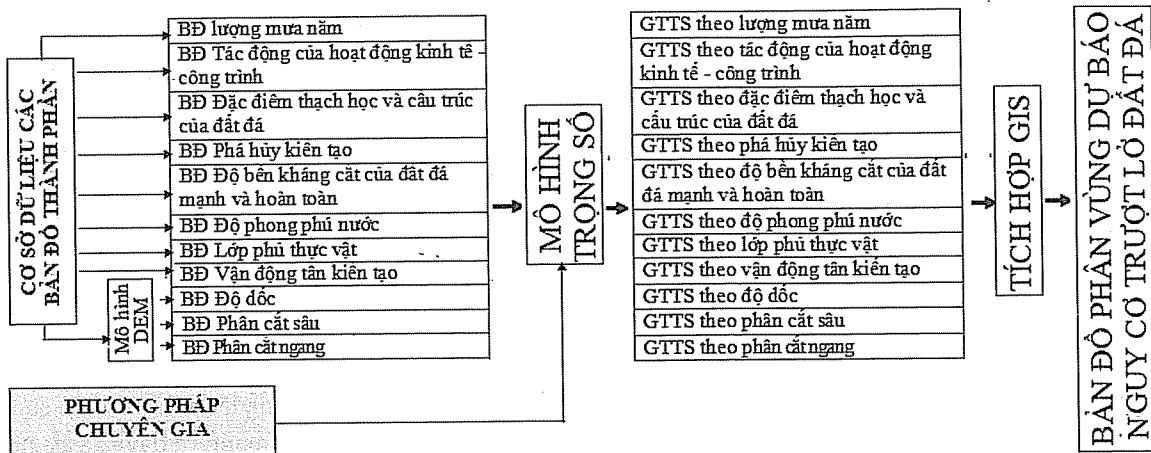 CƠ SỞ DỮ LIỆU CÁC
BẢN ĐỒ THÀNH PHẦN
Mô hình
DEM
BĐ lượng mưa năm
BĐ Tác động của hoạt động kinh tế -
công trình
BĐ Đặc điểm thạch học và cấu trúc
của đất đá
BĐ Phá hủy kiến tạo
BĐ Độ bền kháng cắt của đất đá
mạnh và hoàn toàn
BĐ Độ phong phú nước
BĐ Lớp phủ thực vật
BĐ Vận động tân kiến tạo
BĐ Độ dốc
BĐ Phân cắt sâu
BĐ Phân cắt ngang
PHƯƠNG PHÁP
CHUYÊN GIA
MÔ HÌNH
TRỌNG SỐ
GTTS theo lượng mưa năm
GTTS theo tác động của hoạt động
kinh tế - công trình
GTTS theo đặc điểm thạch học và
cấu trúc của đất đá
GTTS theo phá hủy kiến tạo
GTTS theo độ bền kháng cắt của đất
đá mạnh và hoàn toàn
GTTS theo độ phong phú nước
GTTS theo lớp phủ thực vật
GTTS theo vận động tân kiến tạo
GTTS theo độ dốc
GTTS theo phân cắt sâu
GTTS theo phân cắt ngang
TÍCH HỢP GIS
BẢN ĐỒ PHÂN VÙNG DỰ BÁO
NGUY CƠ TRƯỢT LỞ ĐẤT ĐÁ